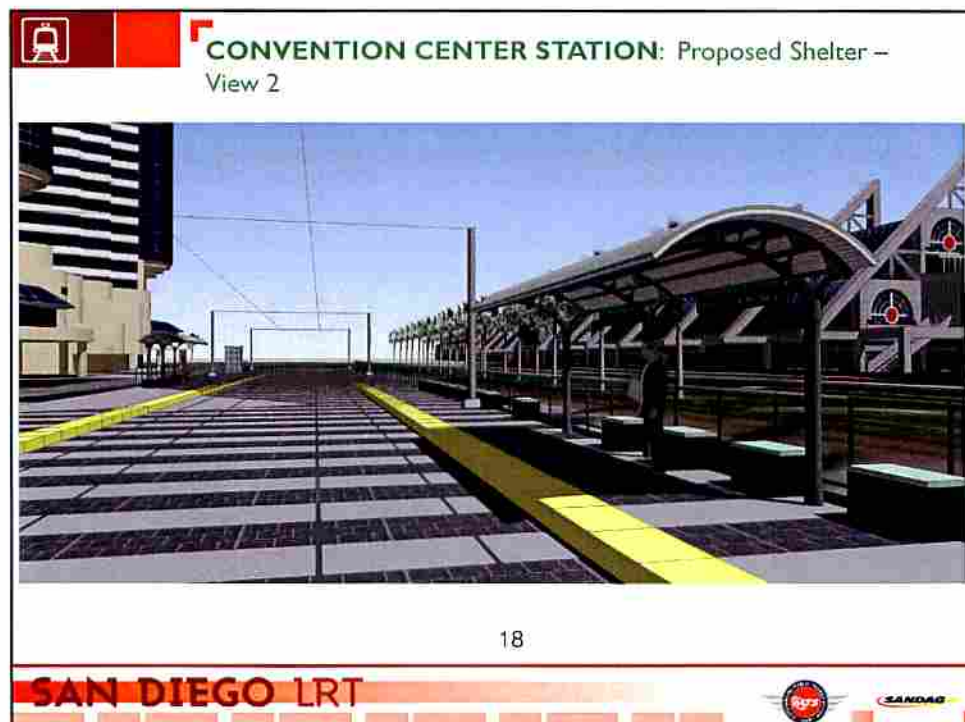 CONVENTION CENTER STATION: Proposed Shelter –
View 2
18
SAN DIEGO LRT
SANDAG